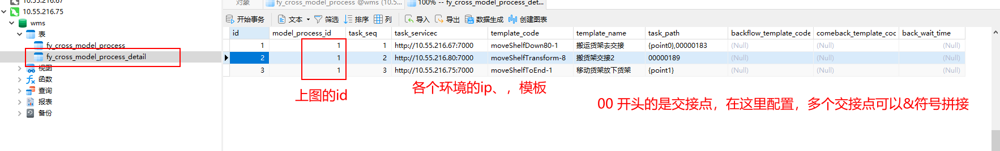 10.55.216.67
对象
fy_cross_model_process @wms (10.5...
100% -- fy_cross_model_process_det...
10.55.216.75
wms
表
fy_cross_model_process
fy_cross_model_process_detail
视图
函数
查询
报表
备份
开始事务 文本 筛选 排序 列 导入 导出 数据生成 创建图表
id model_process_id task_seq task_servicec template_code template_name task_path backflow_template_code comeback_template_coc back_wait_time
1 1 1 http://10.55.216.67:7000 moveShelfDown80-1 搬运货架去交接 {point0},00000183 (Null) (Null) (Null)
2 1 2 http://10.55.216.80:7000 moveShelfTransform-8 搬货架交接2 00000189 (Null) (Null) (Null)
3 1 3 http://10.55.216.75:7000 moveShelfToEnd-1 移动货架放下货架 {point1} (Null) (Null) (Null)
上图的id
各个环境的ip、，模板
00 开头的是交接点，在这里配置，多个交接点可以&符号拼接